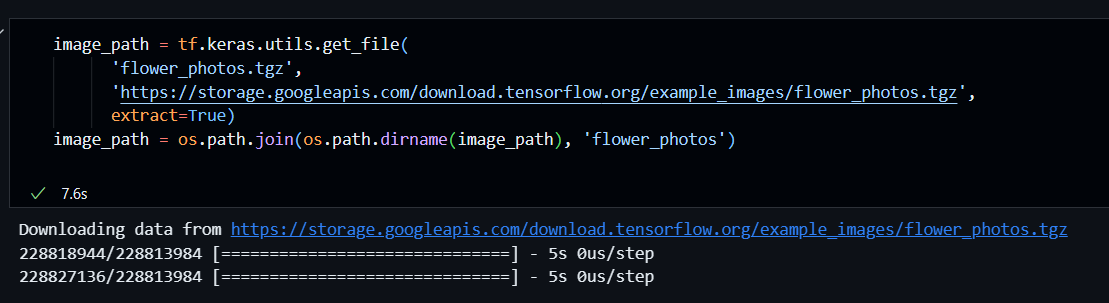 image_path = tf.keras.utils.get_file(
'flower_photos.tgz',
'https://storage.googleapis.com/download.tensorflow.org/example_images/flower_photos.tgz',
extract=True)
image_path = os.path.join(os.path.dirname(image_path), 'flower_photos')
7.6s
Downloading data from https://storage.googleapis.com/download.tensorflow.org/example_images/flower_photos.tgz
228818944/228813984 [==============================] - 5s 0us/step
228827136/228813984 [==============================] - 5s 0us/step